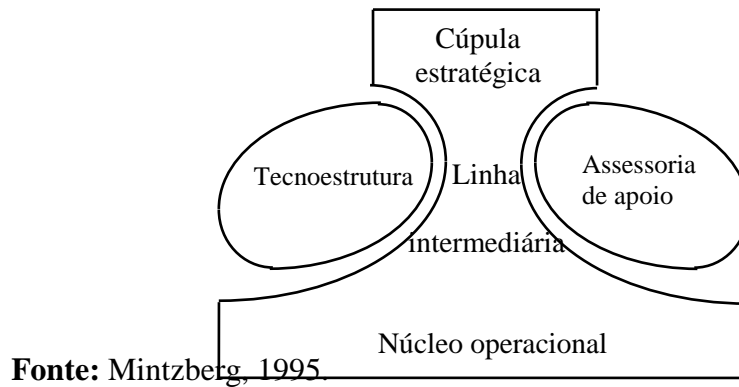 Cúpula
estratégica
Tecnoestrutura
Linha
intermediária
Assessoria
de apoio
Núcleo operacional
Fonte: Mintzberg, 1995.